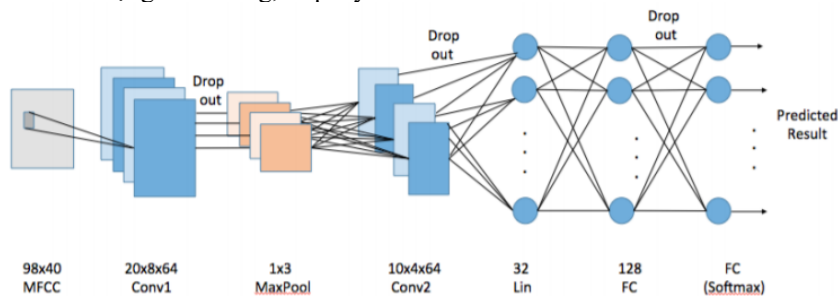 Drop
out
Drop
out
Drop
out
Predicted
Result
98x40
MFCC
20x8x64
Conv1
1x3
MaxPool
10x4x64
Conv2
32
Lin
128
FC
FC
(Softmax)